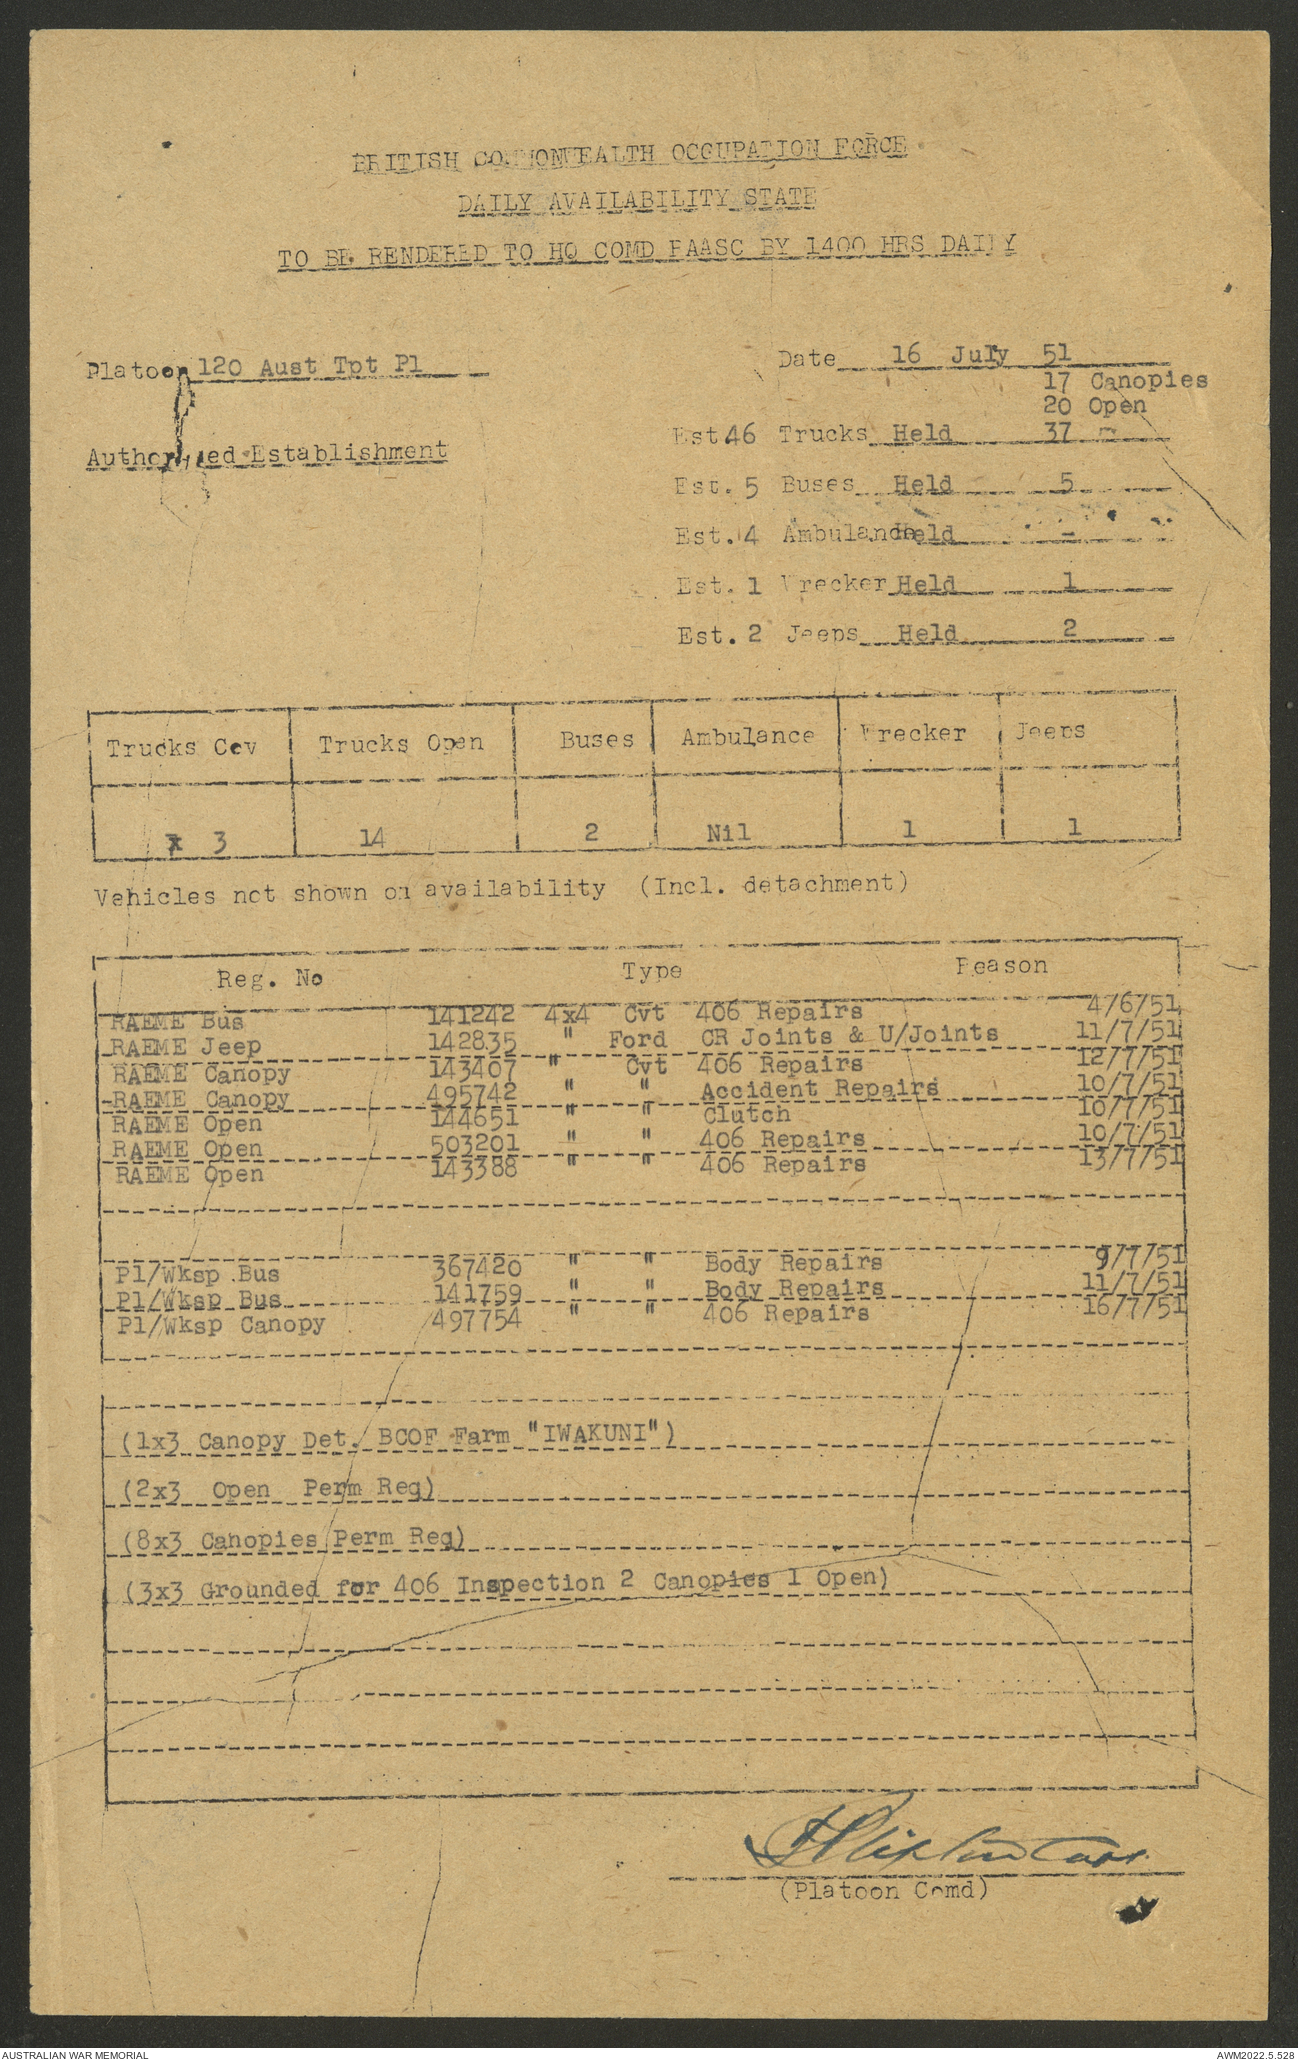 BRITISH COMMONWEALTH OCCUPATION FORCE
DAILY AVAILABILITY STATE
TO BE RENDERED TO HQ COMD RAASC BY 1400 HRS DAILY
Platoon 120 Aust Tpt Pl
Date 16 July 51
17 Canopies
20 Open
Est.46 Trucks Held 37
Authorised Establishment
Est. 5 Buses Held 5
Est. 4 Ambulance Held -
Est. 1 Wrecker Held 1
Est. 2 Jeeps Held 2
Trucks Cov Trucks Open Buses Ambulance Wrecker Jeeps
3 14 2 Nil 1 1
Vehicles not shown on availability (Incl. detachment)
Reg. No Type Reason
RAEME Bus 141242 4x4 Cvt 406 Repairs 4/6/51
RAEME Jeep 142835 " Ford CR Joints & U/Joints 11/7/51
RAEME Canopy 143407 " Cvt 406 Repairs 12/7/51
-RAEME Canopy 495742 " " Accident Repairs 10/7/51
RAEME Open 144651 " " Clutch 10/7/51
RAEME Open 503201 " " 406 Repairs 10/7/51
RAEME Open 143388 " " 406 Repairs 13/7/51
Pl/Wksp Bus 367420 " " Body Repairs 9/7/51
Pl/Wksp Bus 141759 " " Body Repairs 11/7/51
Pl/Wksp Canopy 497754 " " 406 Repairs 16/7/51
(1x3 Canopy Det. BCOF Farm "IWAKUNI")
(2x3 Open Perm Req)
(8x3 Canopies Perm Req)
(3x3 Grounded for 406 Inspection 2 Canopies 1 Open)
(Platoon Comd)
AUSTRALIAN WAR MEMORIAL
AWM2022.5.528